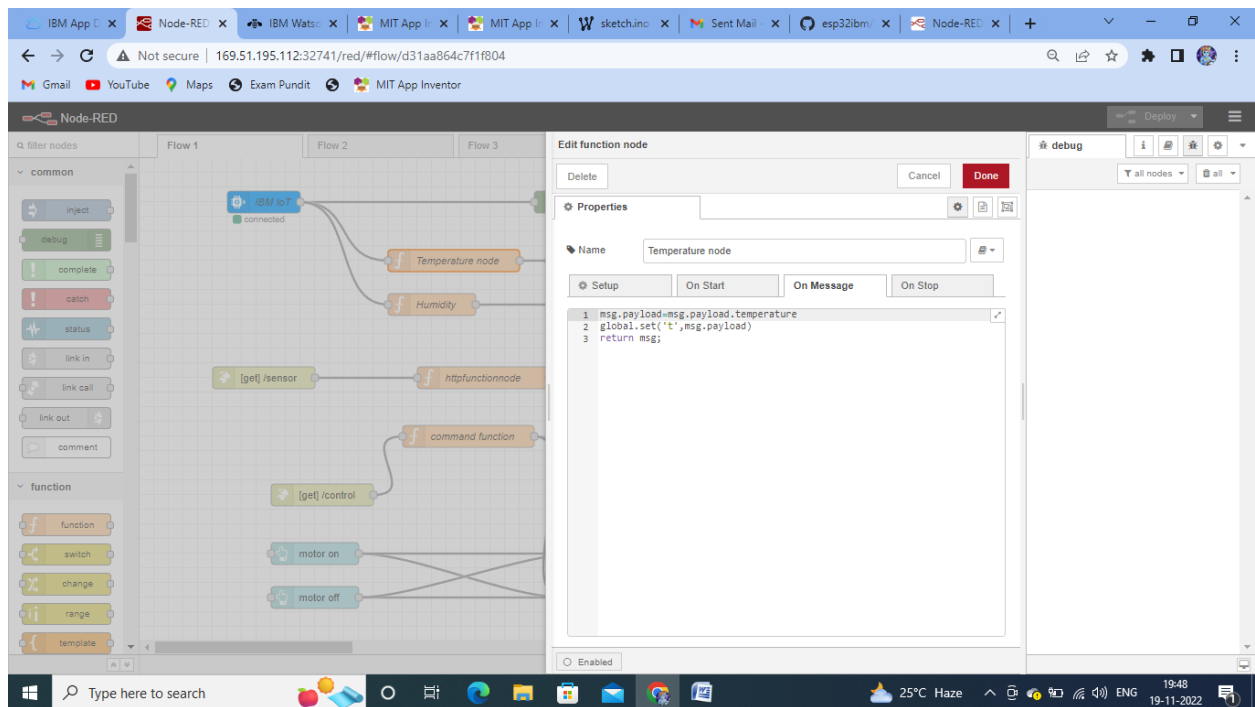 IBM App D
Node-RED
IBM Wats
MIT App In
MIT App In
sketch.ino
Sent Mail -
esp32ibm/
Node-RED
Not secure | 169.51.195.112:32741/red/#flow/d31aa864c7f1f804
Gmail
YouTube
Maps
Exam Pundit
MIT App Inventor
Node-RED
Deploy
filter nodes
Flow 1
Flow 2
Flow 3
Edit function node
debug
common
Delete
Cancel
Done
all nodes
all
inject
debug
complete
catch
status
link in
link call
link out
comment
function
function
switch
change
range
template
IBM IoT
connected
Temperature node
Humidity
[get] /sensor
httpfunctionnode
command function
[get] /control
motor on
motor off
Properties
Name
Temperature node
Setup
On Start
On Message
On Stop
1 msg.payload=msg.payload.temperature
2 global.set('t',msg.payload)
3 return msg;
Enabled
Type here to search
25°C Haze
ENG
19:48
19-11-2022